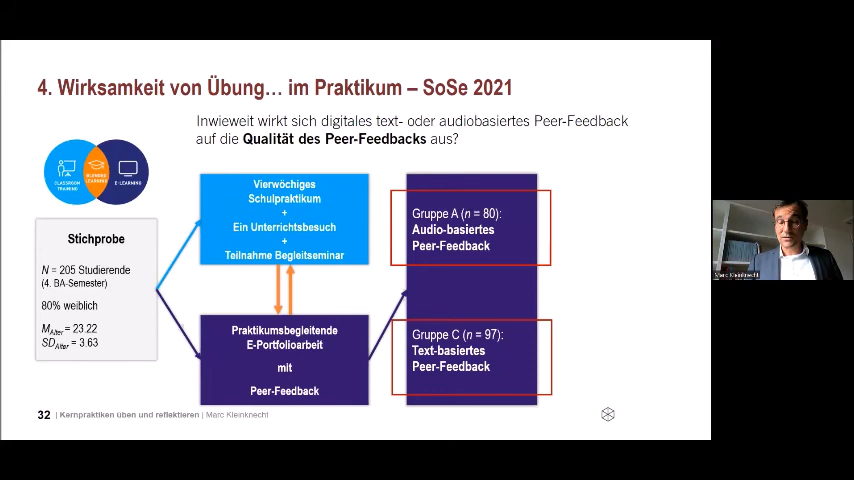 4. Wirksamkeit von Übung… im Praktikum – SoSe 2021
Inwieweit wirkt sich digitales text- oder audiobasiertes Peer-Feedback
auf die Qualität des Peer-Feedbacks aus?
CLASSROOM
TRAINING
BLENDED
LEARNING
E-LEARNING
Stichprobe
N = 205 Studierende
(4. BA-Semester)
80% weiblich
MAlter = 23.22
SDAlter = 3.63
Vierwöchiges
Schulpraktikum
+
Ein Unterrichtsbesuch
+
Teilnahme Begleitseminar
Praktikumsbegleitende
E-Portfolioarbeit
mit
Peer-Feedback
Gruppe A (n = 80):
Audio-basiertes
Peer-Feedback
Gruppe C (n = 97):
Text-basiertes
Peer-Feedback
32 | Kernpraktiken üben und reflektieren | Marc Kleinknecht
Marc Kleinknecht